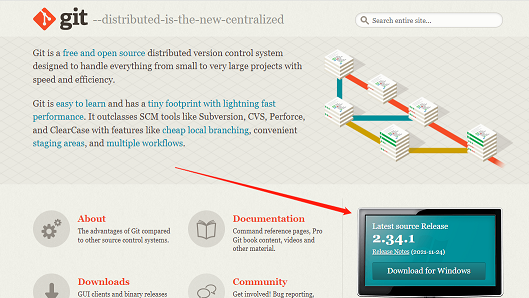 git --distributed-is-the-new-centralized
Search entire site...
Git is a free and open source distributed version control system
designed to handle everything from small to very large projects with
speed and efficiency.
Git is easy to learn and has a tiny footprint with lightning fast
performance. It outclasses SCM tools like Subversion, CVS, Perforce,
and ClearCase with features like cheap local branching, convenient
staging areas, and multiple workflows.
About
The advantages of Git compared
to other source control systems.
Documentation
Command reference pages, Pro
Git book content, videos and
other material.
Latest source Release
2.34.1
Release Notes (2021-11-24)
Download for Windows
Downloads
GUI clients and binary releases
Community
Get involved! Bug reporting,